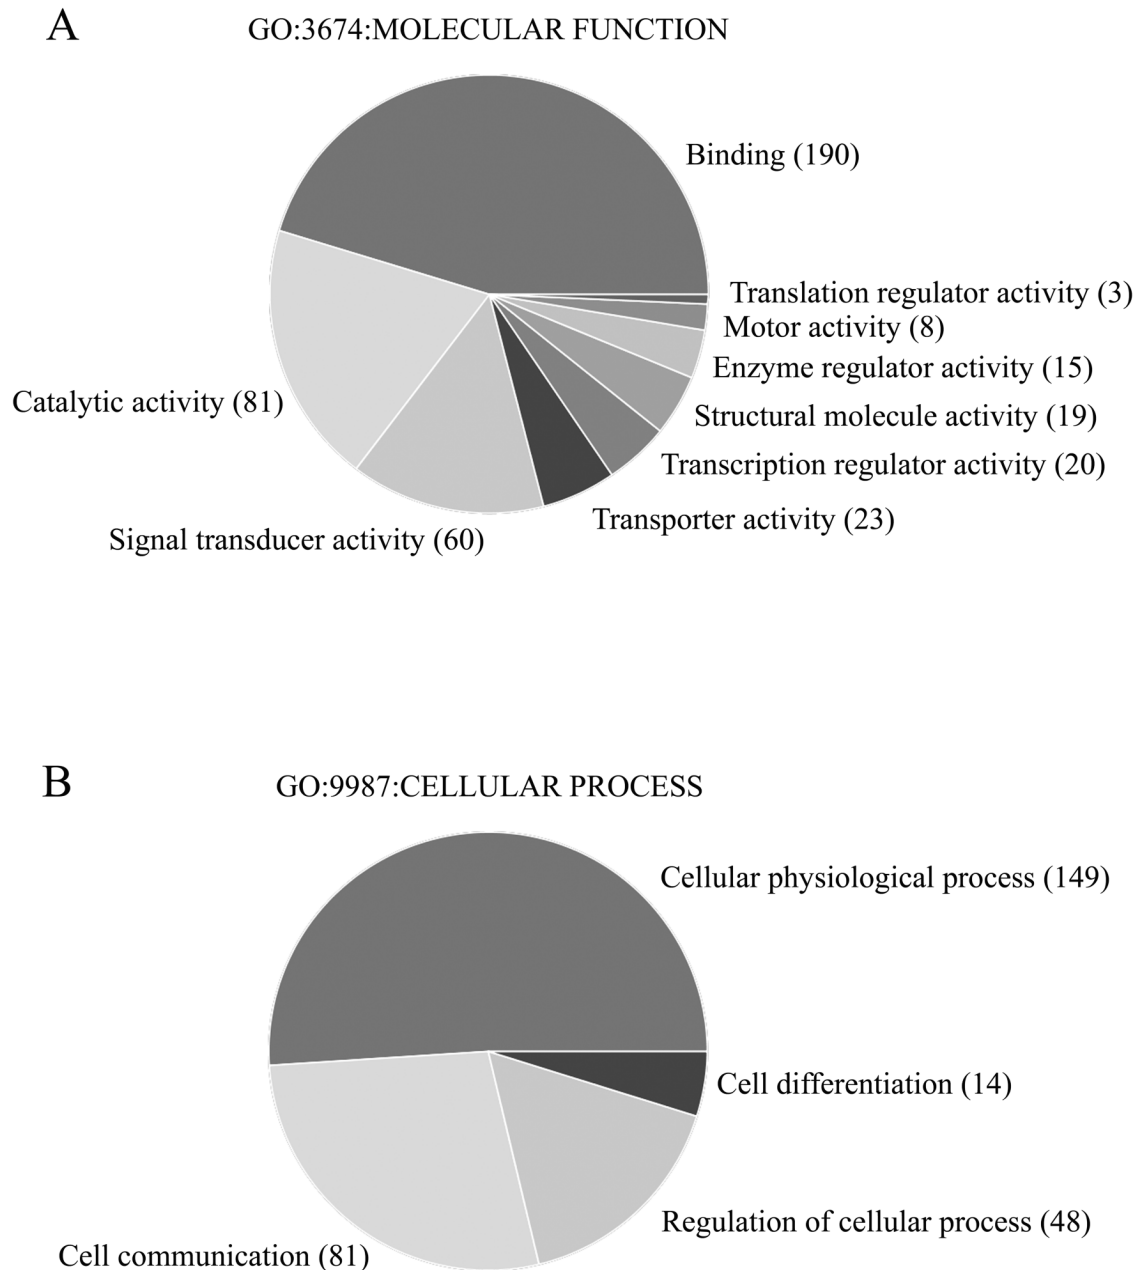 A
GO:3674:MOLECULAR FUNCTION
Binding (190)
Translation regulator activity (3)
Motor activity (8)
Enzyme regulator activity (15)
Catalytic activity (81)
Structural molecule activity (19)
Transcription regulator activity (20)
Transporter activity (23)
Signal transducer activity (60)
B
GO:9987:CELLULAR PROCESS
Cellular physiological process (149)
Cell differentiation (14)
Regulation of cellular process (48)
Cell communication (81)